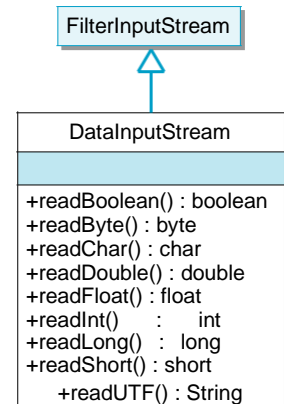 FilterInputStream
DataInputStream
+readBoolean() : boolean
+readByte() : byte
+readChar() : char
+readDouble() : double
+readFloat() : float
+readInt() : int
+readLong() : long
+readShort() : short
+readUTF() : String